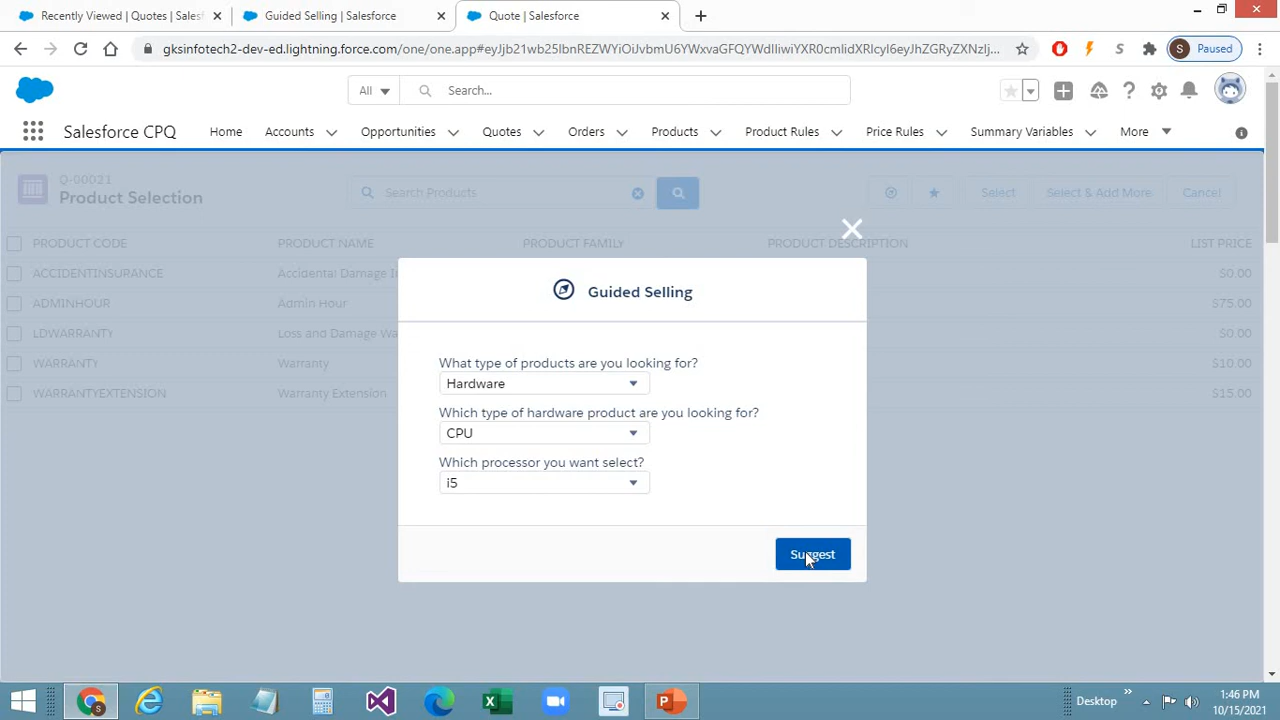 Recently Viewed | Quotes | Sales
Guided Selling | Salesforce
Quote | Salesforce
gksinfotech2-dev-ed.lightning.force.com
S Paused
All Search...
Salesforce CPQ Home Accounts Opportunities Quotes Orders Products Product Rules Price Rules Summary Variables More
Q-00021
Product Selection
Search Products
Select Select & Add More Cancel
PRODUCT CODE PRODUCT NAME PRODUCT FAMILY PRODUCT DESCRIPTION LIST PRICE
ACCIDENTINSURANCE Accidental Damage In $0.00
ADMINHOUR Admin Hour $75.00
LDWARRANTY Loss and Damage Wa $0.00
WARRANTY Warranty $10.00
WARRANTYEXTENSION Warranty Extension $15.00
Guided Selling
What type of products are you looking for?
Hardware
Which type of hardware product are you looking for?
CPU
Which processor you want select?
i5
Suggest
Desktop
1:46 PM
10/15/2021